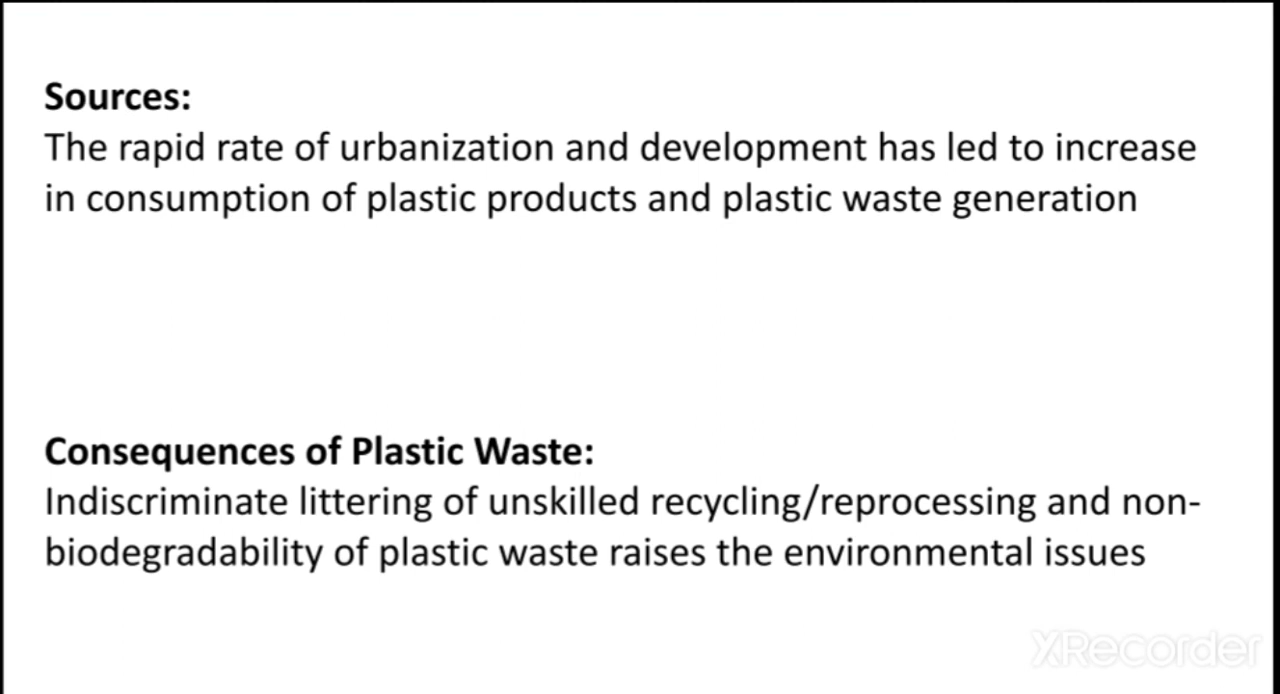 Sources:
The rapid rate of urbanization and development has led to increase
in consumption of plastic products and plastic waste generation
Consequences of Plastic Waste:
Indiscriminate littering of unskilled recycling/reprocessing and non-
biodegradability of plastic waste raises the environmental issues
XRecorder